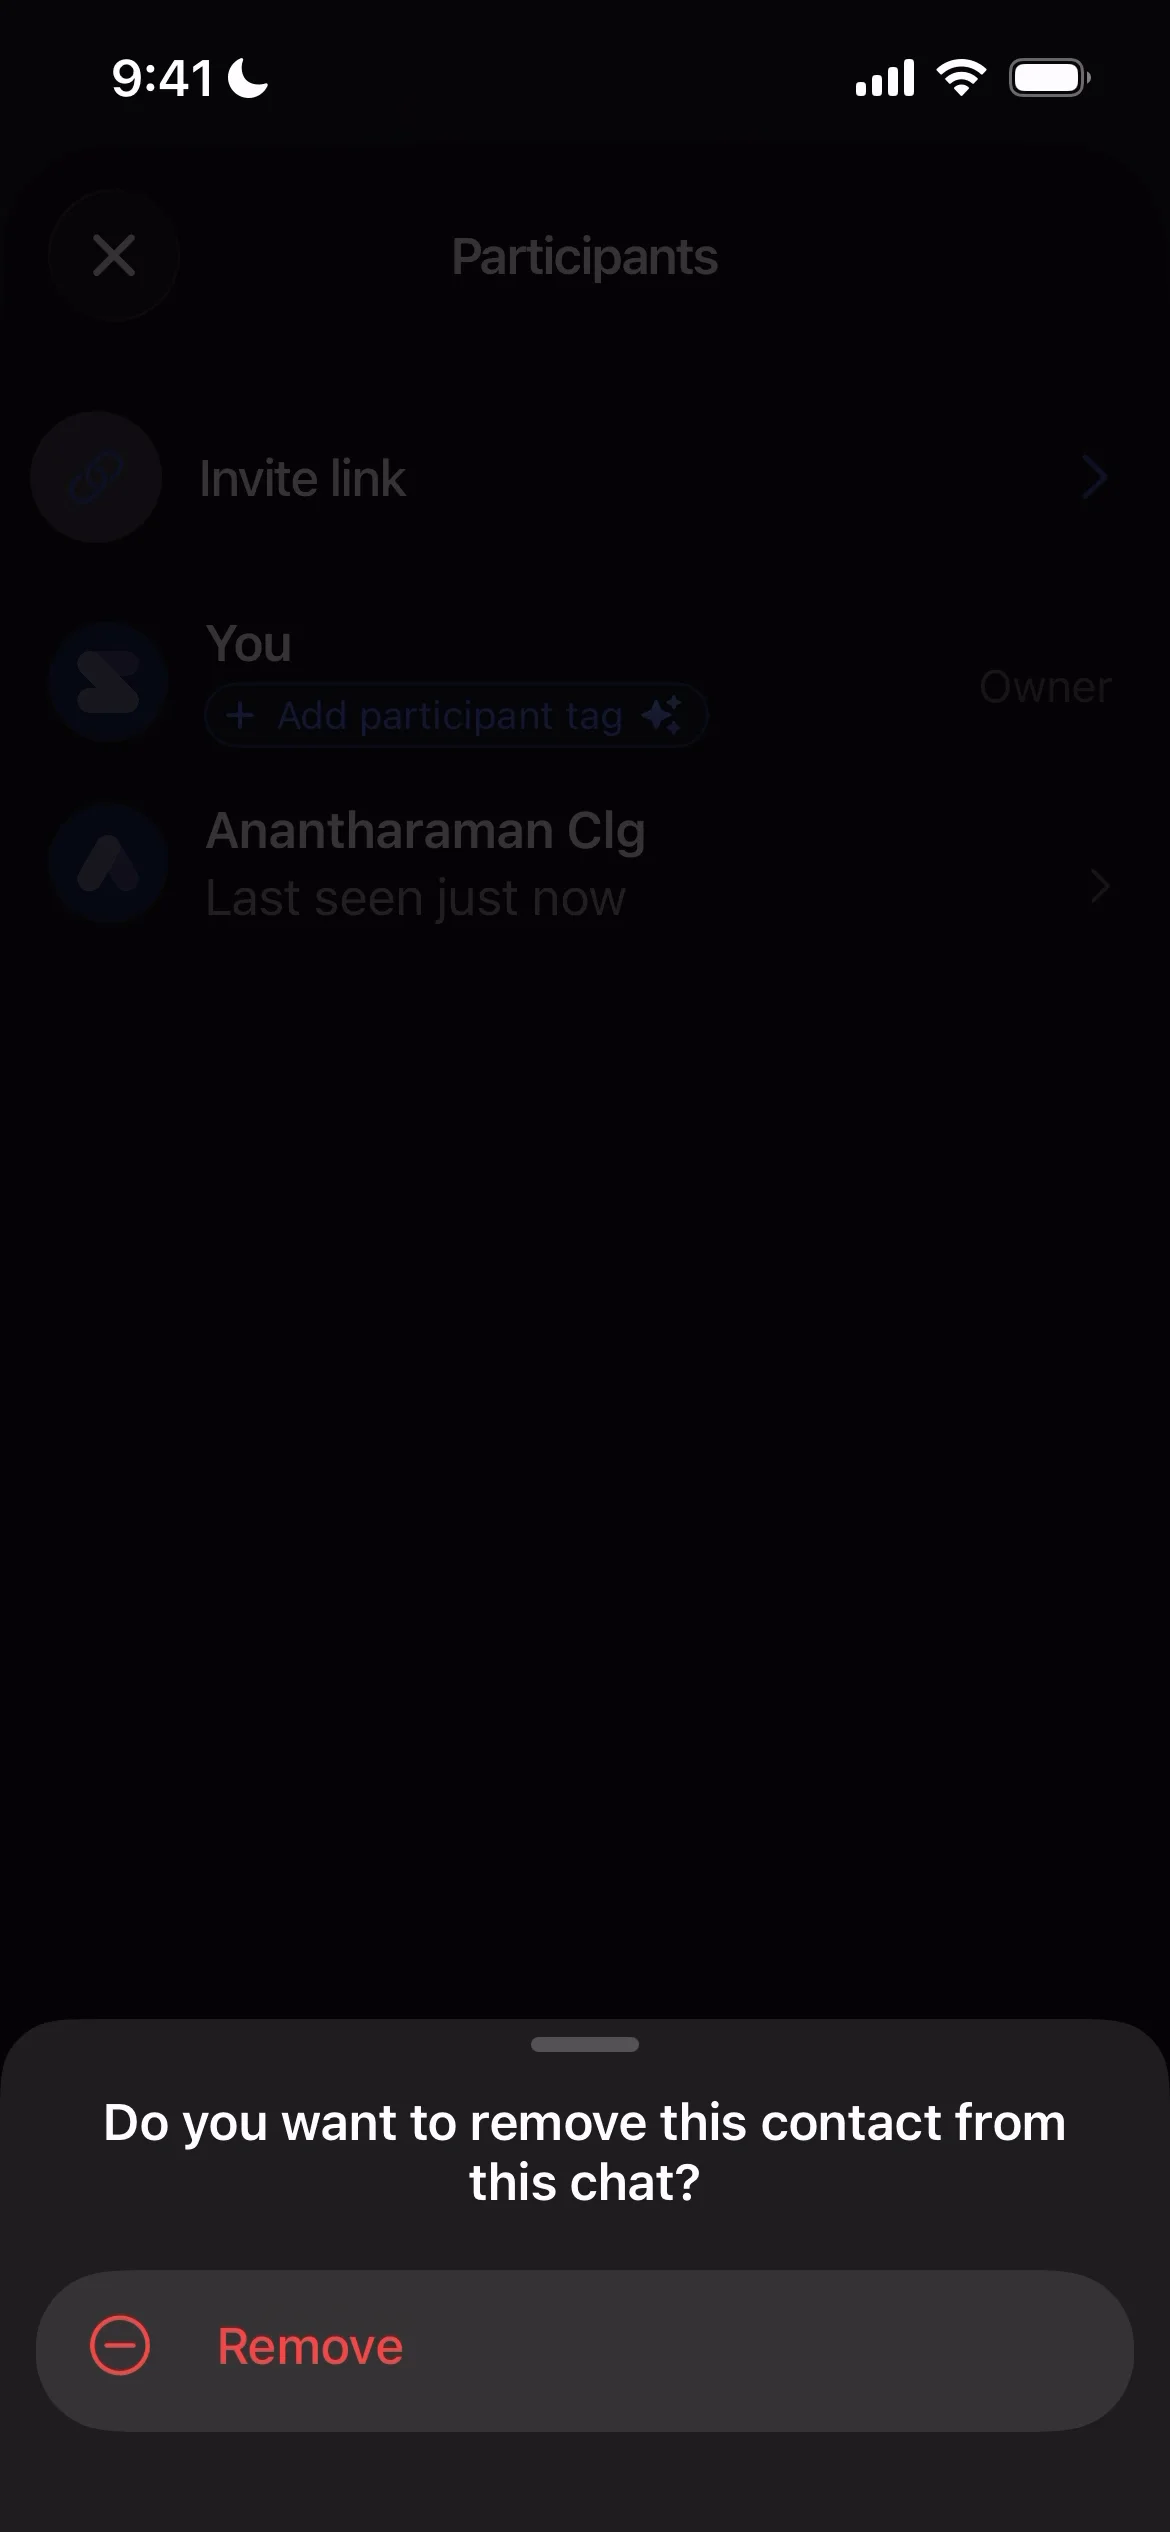 9:41
Participants
Invite link
You
Owner
+ Add participant tag
Anantharaman Clg
Last seen just now
Do you want to remove this contact from
this chat?
Remove